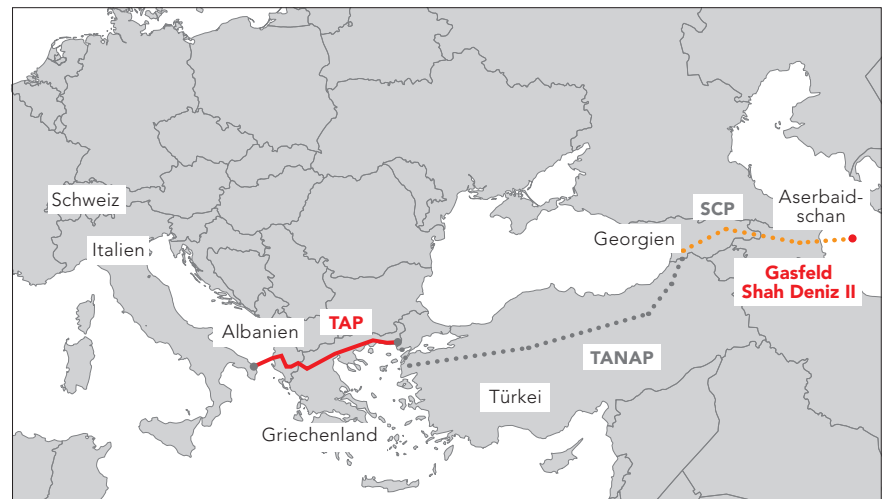 Schweiz
Italien
Albanien
TAP
Griechenland
Türkei
TANAP
Georgien
SCP
Aserbaid-
schan
Gasfeld
Shah Deniz II